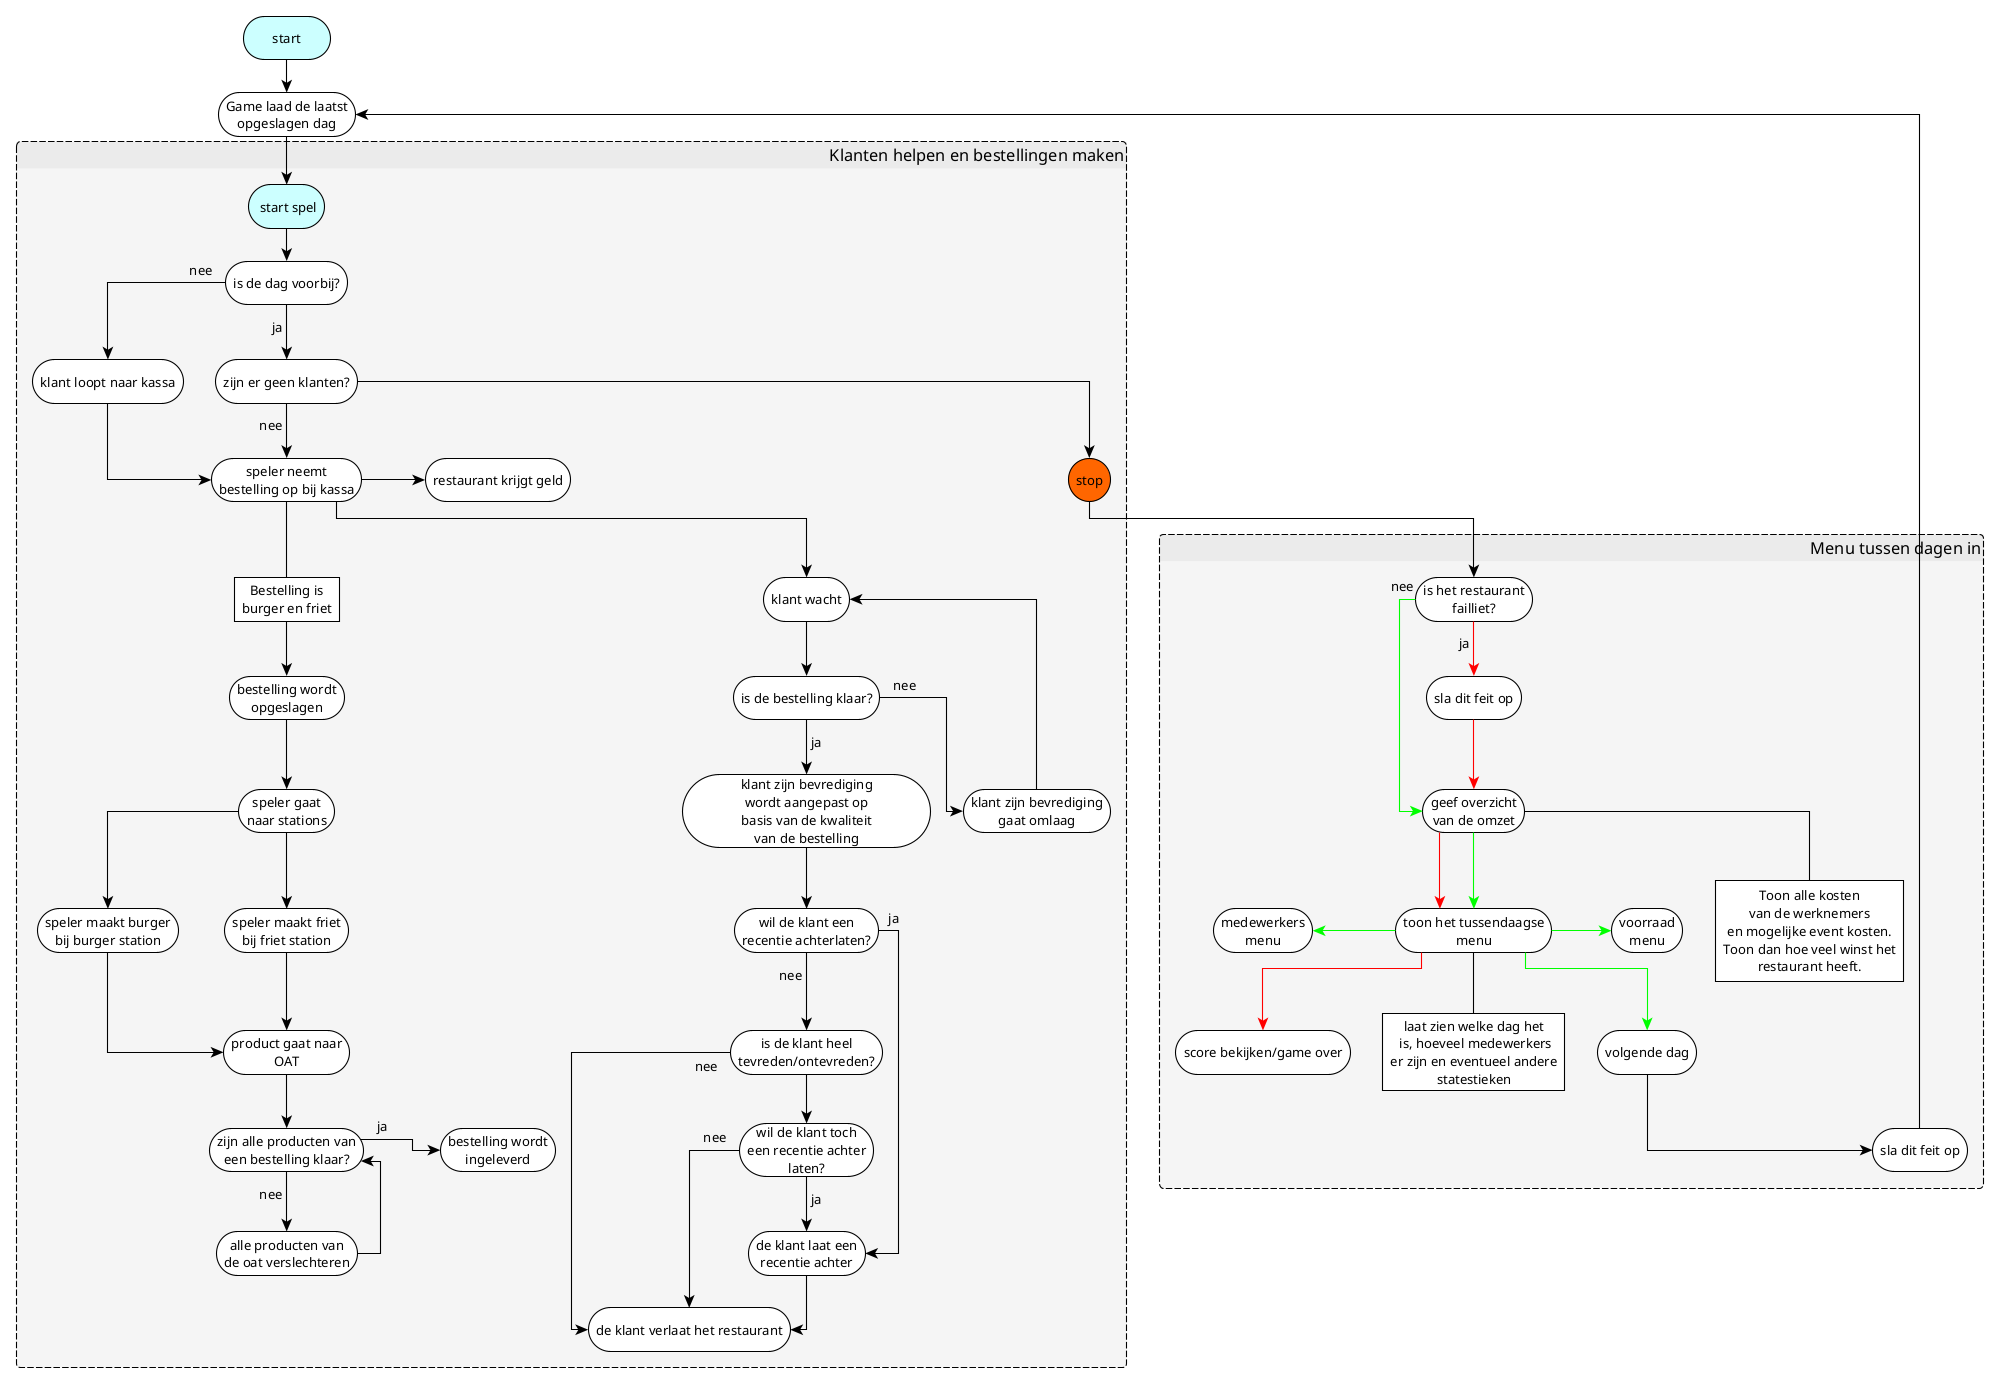 start
Game laad de laatst
opgeslagen dag
Klanten helpen en bestellingen maken
start spel
nee
is de dag voorbij?
ja
klant loopt naar kassa
zijn er geen klanten?
nee
speler neemt
bestelling op bij kassa
restaurant krijgt geld
stop
Bestelling is
burger en friet
bestelling wordt
opgeslagen
speler gaat
naar stations
speler maakt burger
bij burger station
speler maakt friet
bij friet station
product gaat naar
OAT
zijn alle producten van
een bestelling klaar?
ja
bestelling wordt
ingeleverd
nee
alle producten van
de oat verslechteren
klant wacht
is de bestelling klaar?
nee
ja
klant zijn bevrediging
wordt aangepast op
basis van de kwaliteit
van de bestelling
klant zijn bevrediging
gaat omlaag
wil de klant een
recentie achterlaten?
ja
nee
is de klant heel
tevreden/ontevreden?
nee
wil de klant toch
een recentie achter
laten?
nee
ja
de klant laat een
recentie achter
de klant verlaat het restaurant
Menu tussen dagen in
nee
is het restaurant
failliet?
ja
sla dit feit op
geef overzicht
van de omzet
Toon alle kosten
van de werknemers
en mogelijke event kosten.
Toon dan hoe veel winst het
restaurant heeft.
medewerkers
menu
toon het tussendaagse
menu
voorraad
menu
score bekijken/game over
laat zien welke dag het
is, hoeveel medewerkers
er zijn en eventueel andere
statestieken
volgende dag
sla dit feit op